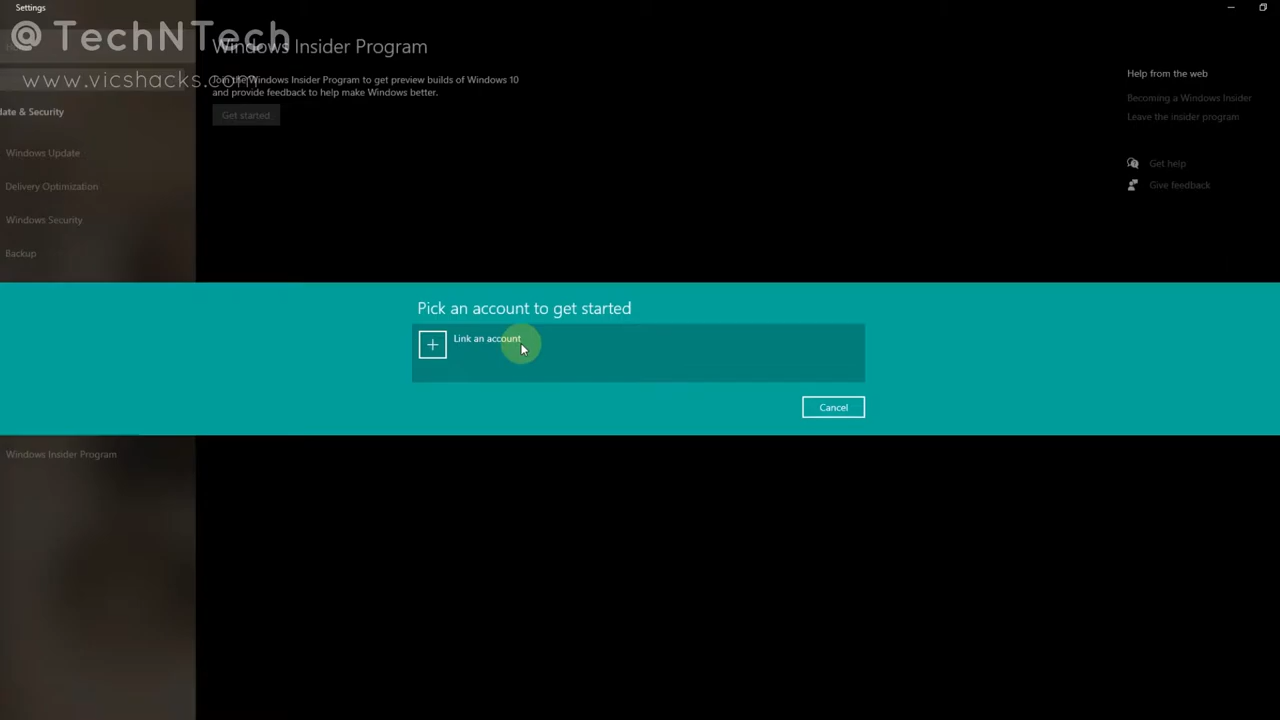 Settings
@TechNTech
www.vicshacks.com
Windows Insider Program
Join the Windows Insider Program to get preview builds of Windows 10
and provide feedback to help make Windows better.
Get started
date & Security
Windows Update
Delivery Optimization
Windows Security
Backup
Windows Insider Program
Help from the web
Becoming a Windows Insider
Leave the insider program
Get help
Give feedback
Pick an account to get started
Link an account
Cancel